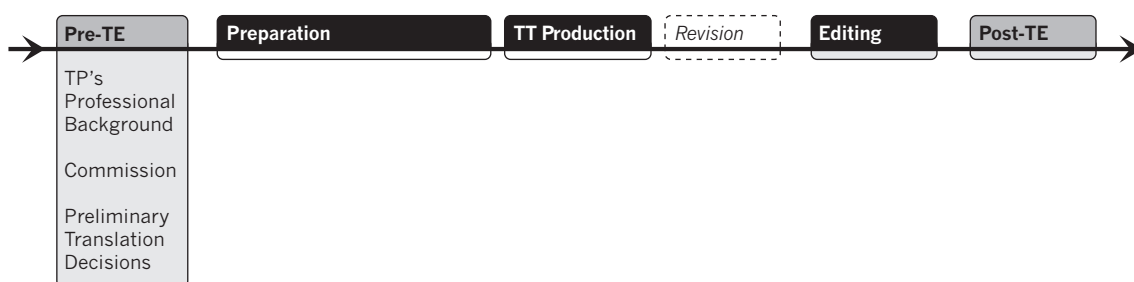 Pre-TE Preparation TT Production Revision Editing Post-TE
TP's
Professional
Background
Commission
Preliminary
Translation
Decisions